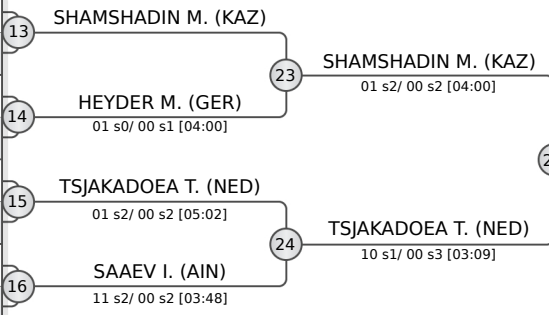 SHAMSHADIN M. (KAZ)
13
23
SHAMSHADIN M. (KAZ)
01 s2/ 00 s2 [04:00]
14
HEYDER M. (GER)
01 s0/ 00 s1 [04:00]
15
TSJAKADOEA T. (NED)
01 s2/ 00 s2 [05:02]
24
TSJAKADOEA T. (NED)
10 s1/ 00 s3 [03:09]
16
SAAEV I. (AIN)
11 s2/ 00 s2 [03:48]